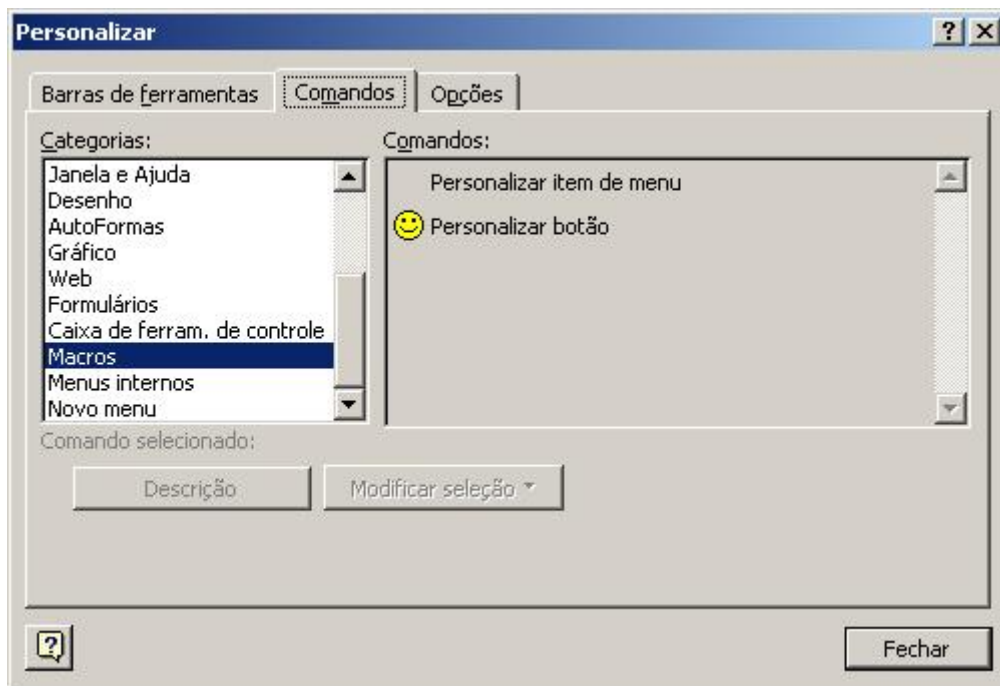 Personalizar
Barras de ferramentas
Comandos
Opções
Categorias:
Janela e Ajuda
Desenho
AutoFormas
Gráfico
Web
Formulários
Caixa de ferram. de controle
Macros
Menus internos
Novo menu
Comandos:
Personalizar item de menu
Personalizar botão
Comando selecionado:
Descrição
Modificar seleção
Fechar